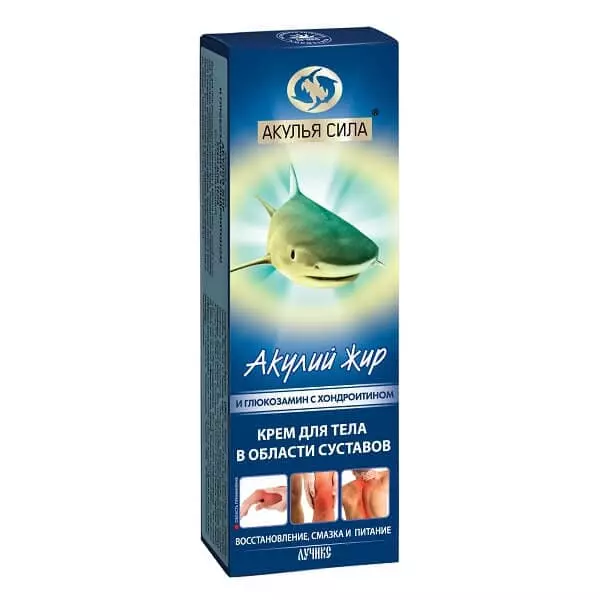 АКУЛЬЯ СИЛА®
Акулий жир
И ГЛЮКОЗАМИН С ХОНДРОИТИНОМ
КРЕМ ДЛЯ ТЕЛА
В ОБЛАСТИ СУСТАВОВ
ВОССТАНОВЛЕНИЕ, СМАЗКА И ПИТАНИЕ
ЛУЧИКС